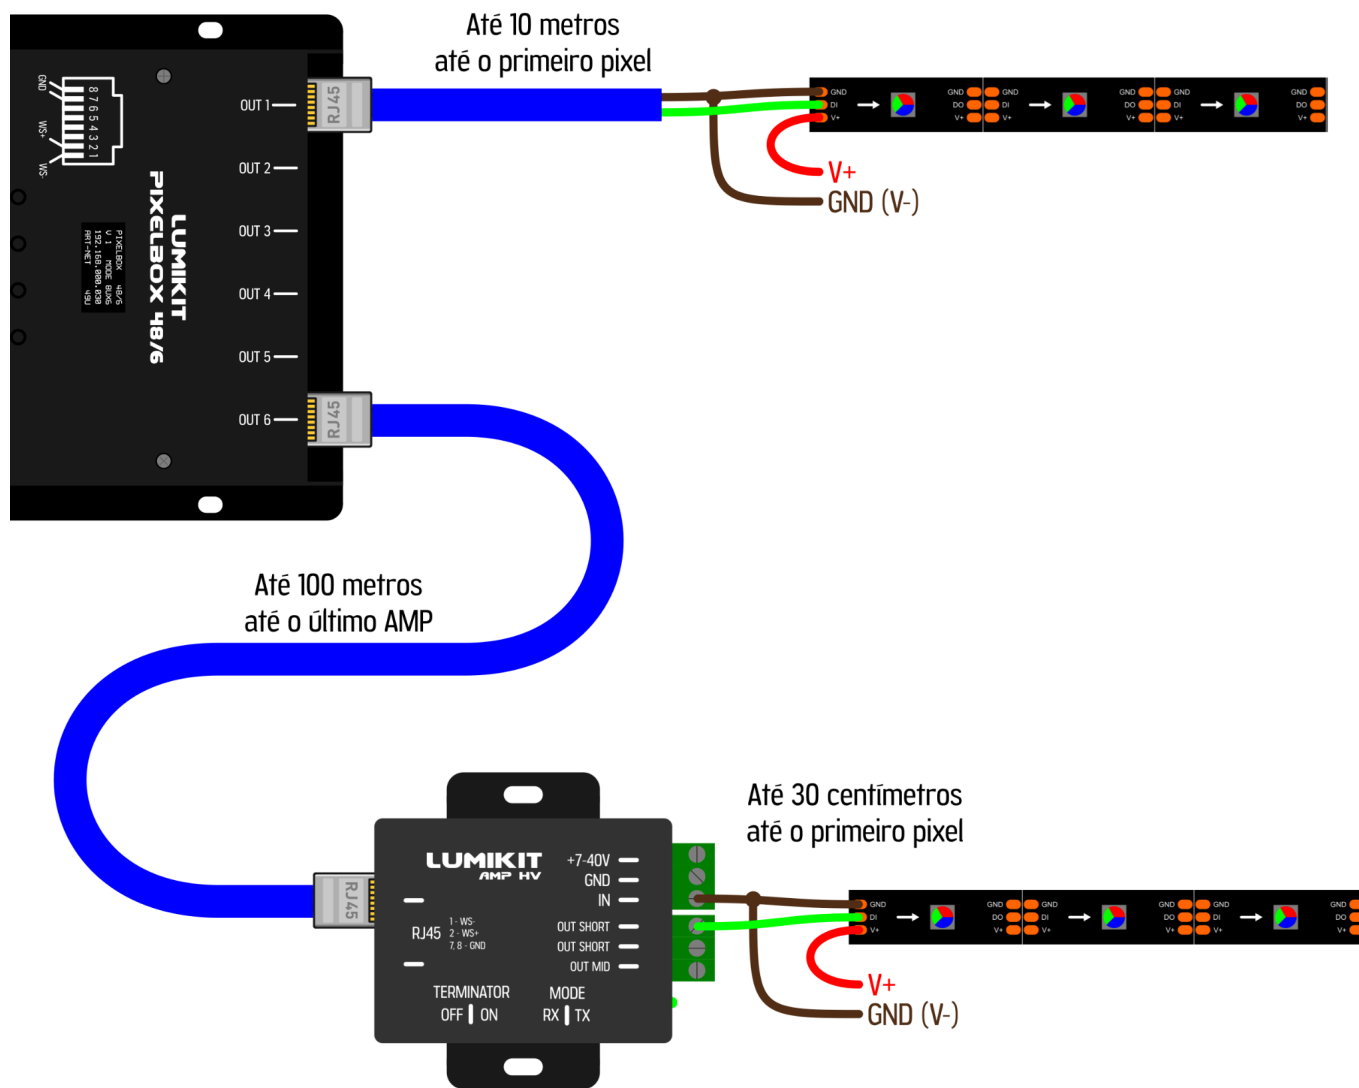 Até 10 metros
até o primeiro pixel
GND
WS+
WS-
8 7 6 5 4 3 2 1
LUMIKIT
PIXELBOX 48/6
PIXELBOX 48/6
V 1 MODE BUXG
192.168.000.030
ART-NET 49U
OUT 1
OUT 2
OUT 3
OUT 4
OUT 5
OUT 6
RJ45
RJ45
GND
DI
V+
GND GND
DO DI
V+ V+
GND GND
DO DI
V+ V+
GND
DO
V+
V+
GND (V-)
Até 100 metros
até o último AMP
Até 30 centímetros
até o primeiro pixel
RJ45
LUMIKIT
AMP HV
+7-40V
GND
IN
OUT SHORT
OUT SHORT
OUT MID
RJ45
1 - WS-
2 - WS+
7, 8 - GND
TERMINATOR
OFF ON
MODE
RX TX
GND
DI
V+
GND GND
DO DI
V+ V+
GND GND
DO DI
V+ V+
GND
DO
V+
V+
GND (V-)